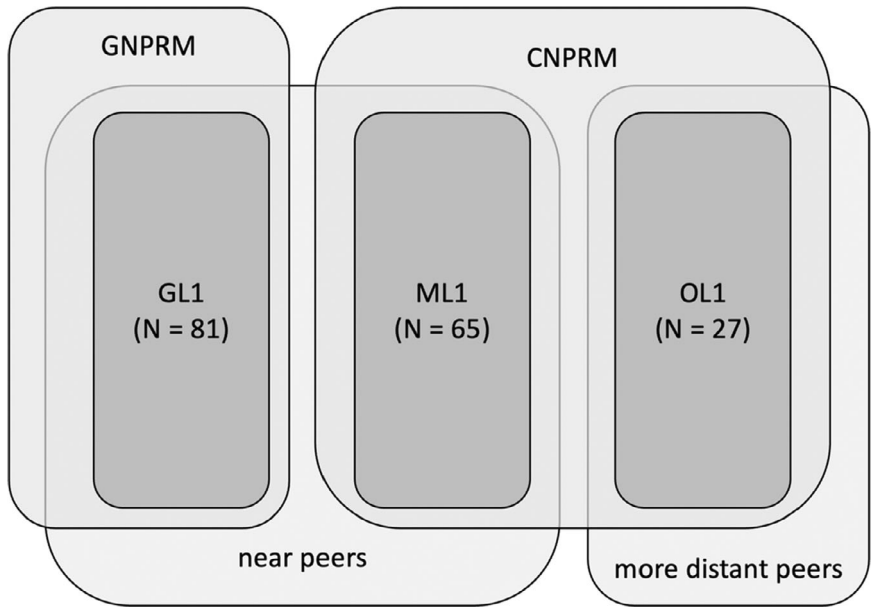 GNPRM
CNPRM
GL1
(N = 81)
ML1
(N = 65)
OL1
(N = 27)
near peers
more distant peers